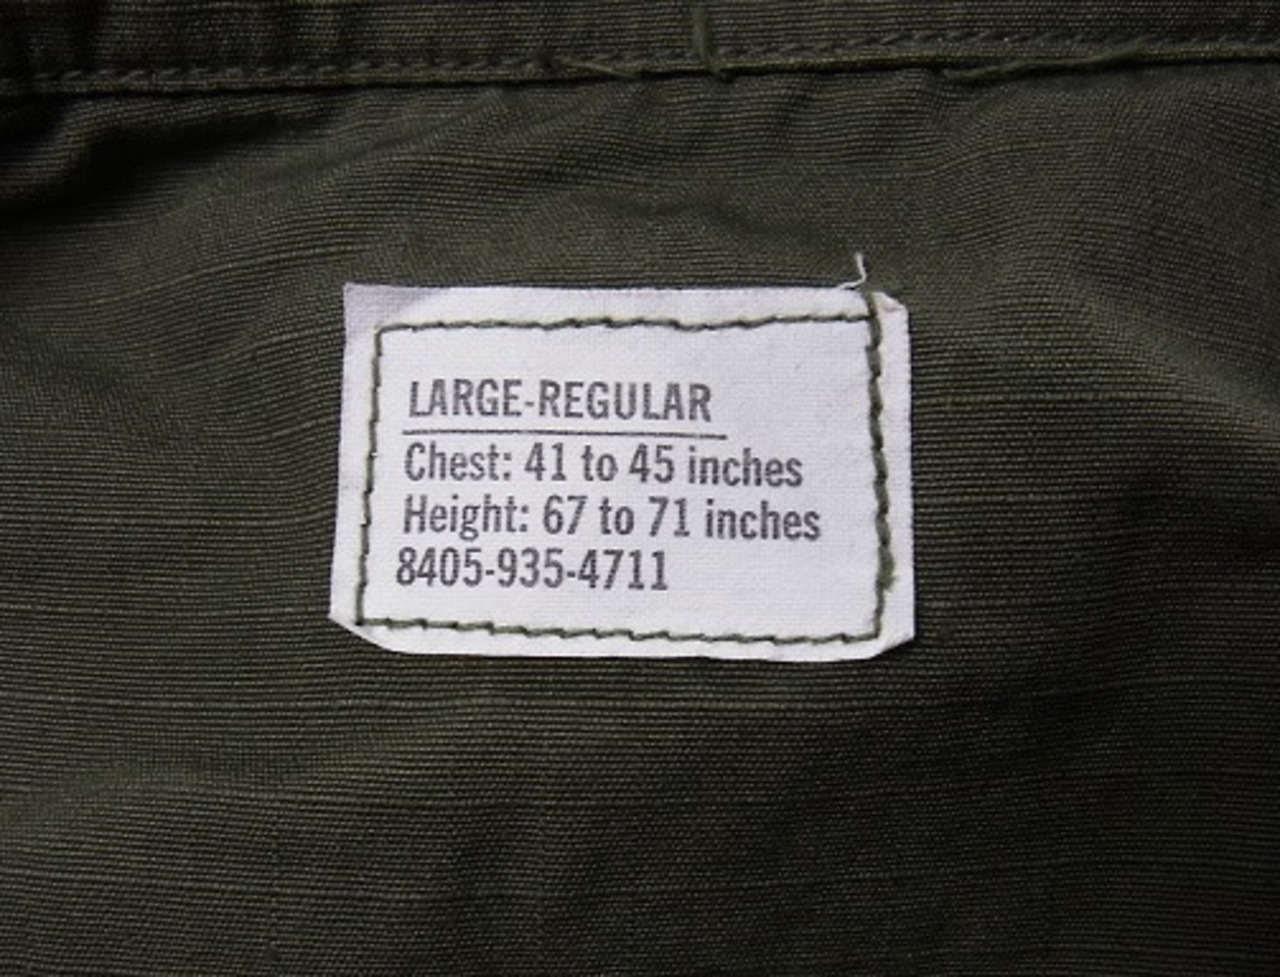 LARGE-REGULAR
Chest: 41 to 45 inches
Height: 67 to 71 inches
8405-935-4711